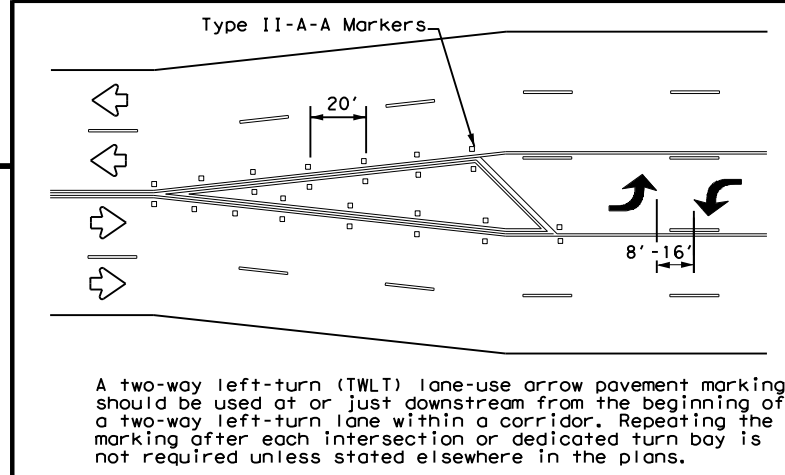 Type II-A-A Markers
20'
8'-16'
A two-way left-turn (TWLT) lane-use arrow pavement marking
should be used at or just downstream from the beginning of
a two-way left-turn lane within a corridor. Repeating the
marking after each intersection or dedicated turn bay is
not required unless stated elsewhere in the plans.